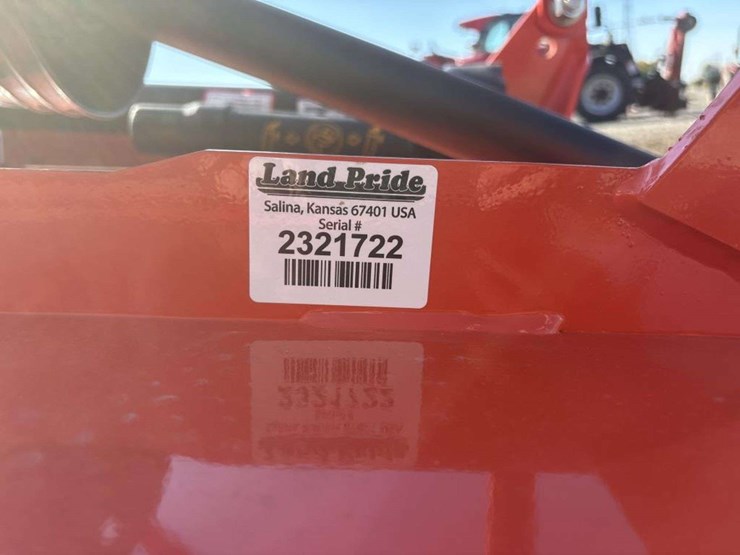 Land Pride
Salina, Kansas 67401 USA
Serial #
2321722